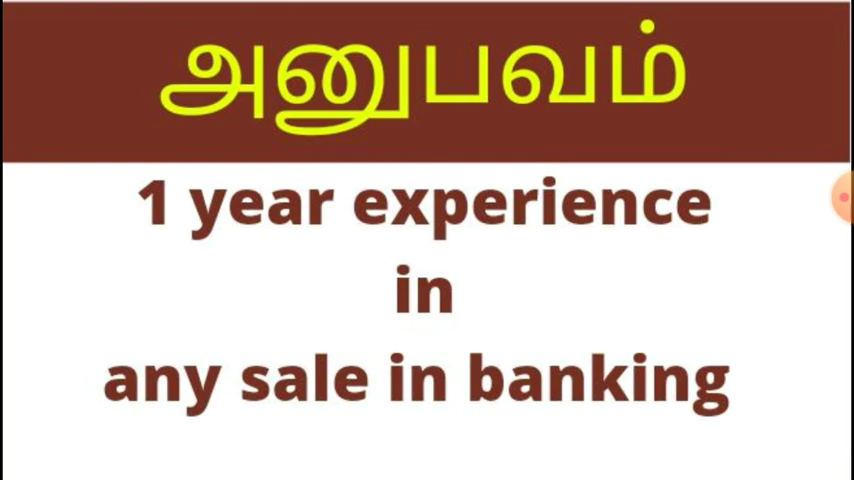 அனுபவம்
1 year experience
in
any sale in banking